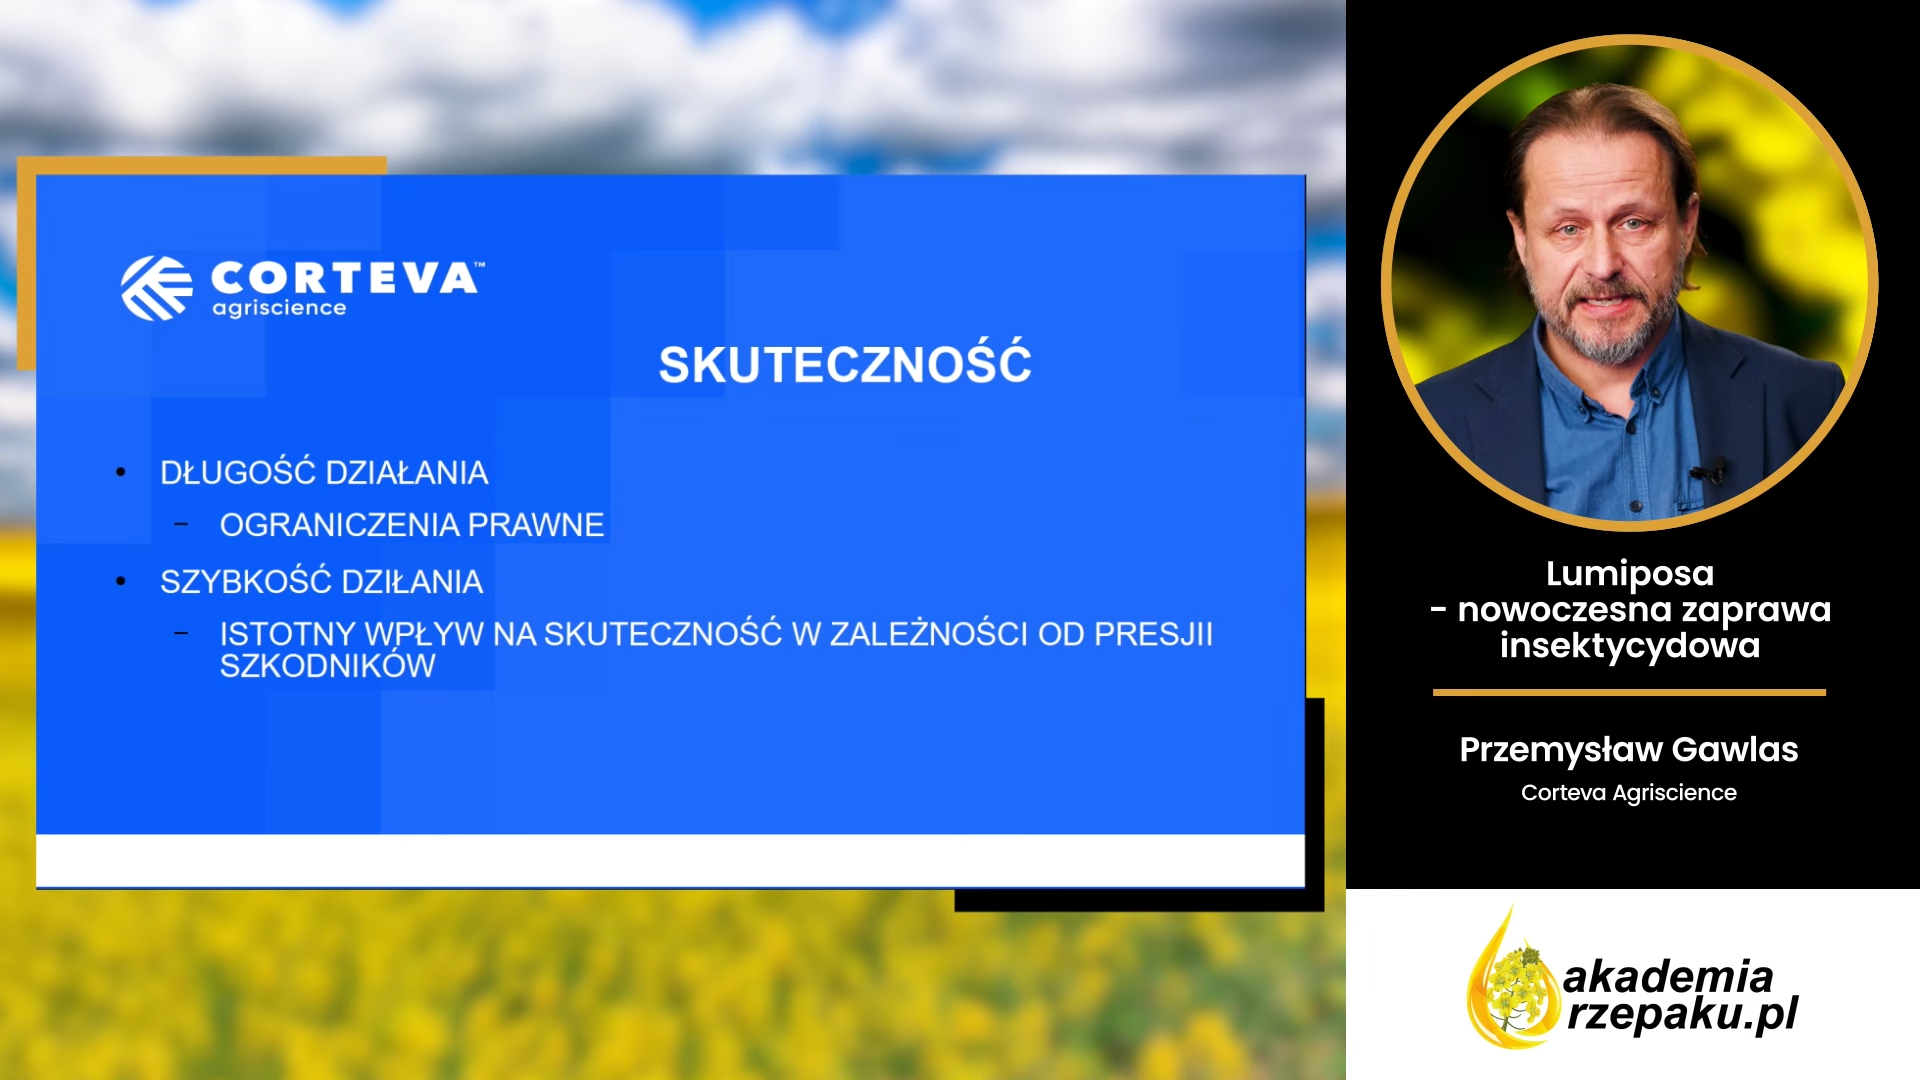 CORTEVA™
agriscience
SKUTECZNOŚĆ
• DŁUGOŚĆ DZIAŁANIA
– OGRANICZENIA PRAWNE
• SZYBKOŚĆ DZIŁANIA
– ISTOTNY WPŁYW NA SKUTECZNOŚĆ W ZALEŻNOŚCI OD PRESJII
SZKODNIKÓW
Lumiposa
- nowoczesna zaprawa
insektycydowa
Przemysław Gawlas
Corteva Agriscience
akademia
rzepaku.pl